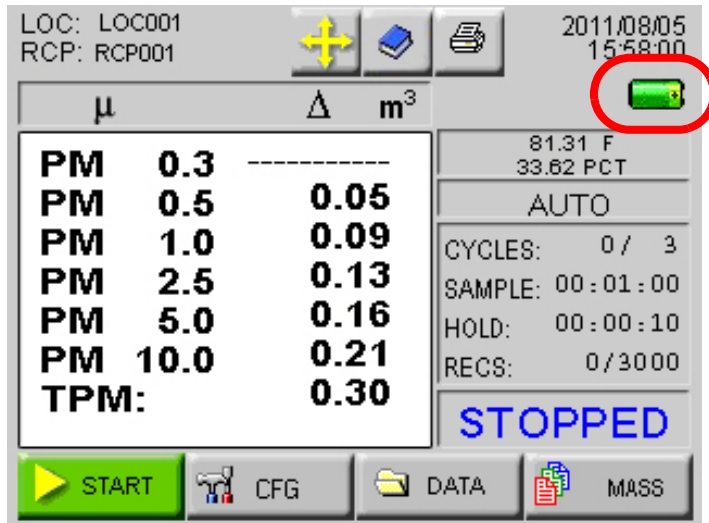 LOC: LOC001
RCP: RCP001
2011/08/05
15:58:00
µ Δ m³
81.31 F
33.62 PCT
PM 0.3 -----------
PM 0.5 0.05
PM 1.0 0.09
PM 2.5 0.13
PM 5.0 0.16
PM 10.0 0.21
TPM: 0.30
AUTO
CYCLES: 0/ 3
SAMPLE: 00:01:00
HOLD: 00:00:10
RECS: 0/3000
STOPPED
START CFG DATA MASS